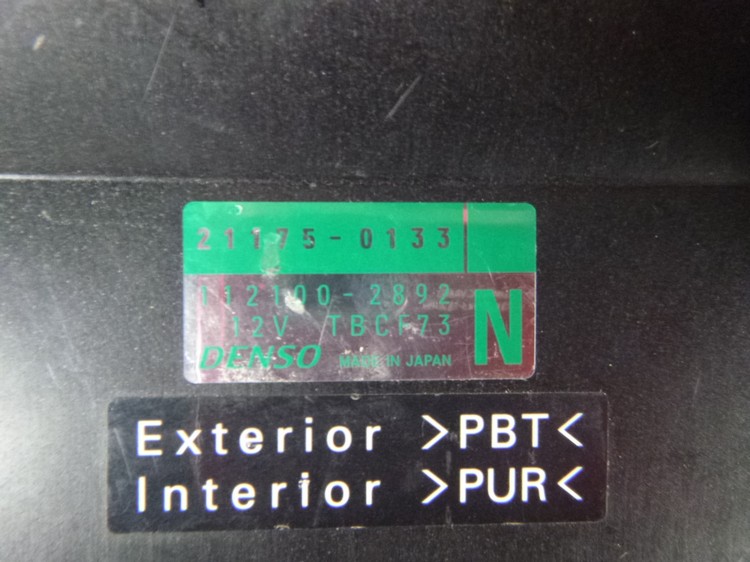 21175-0133
112100-2892
12V TBCF73
DENSO MADE IN JAPAN
N
Exterior >PBT<
Interior >PUR<